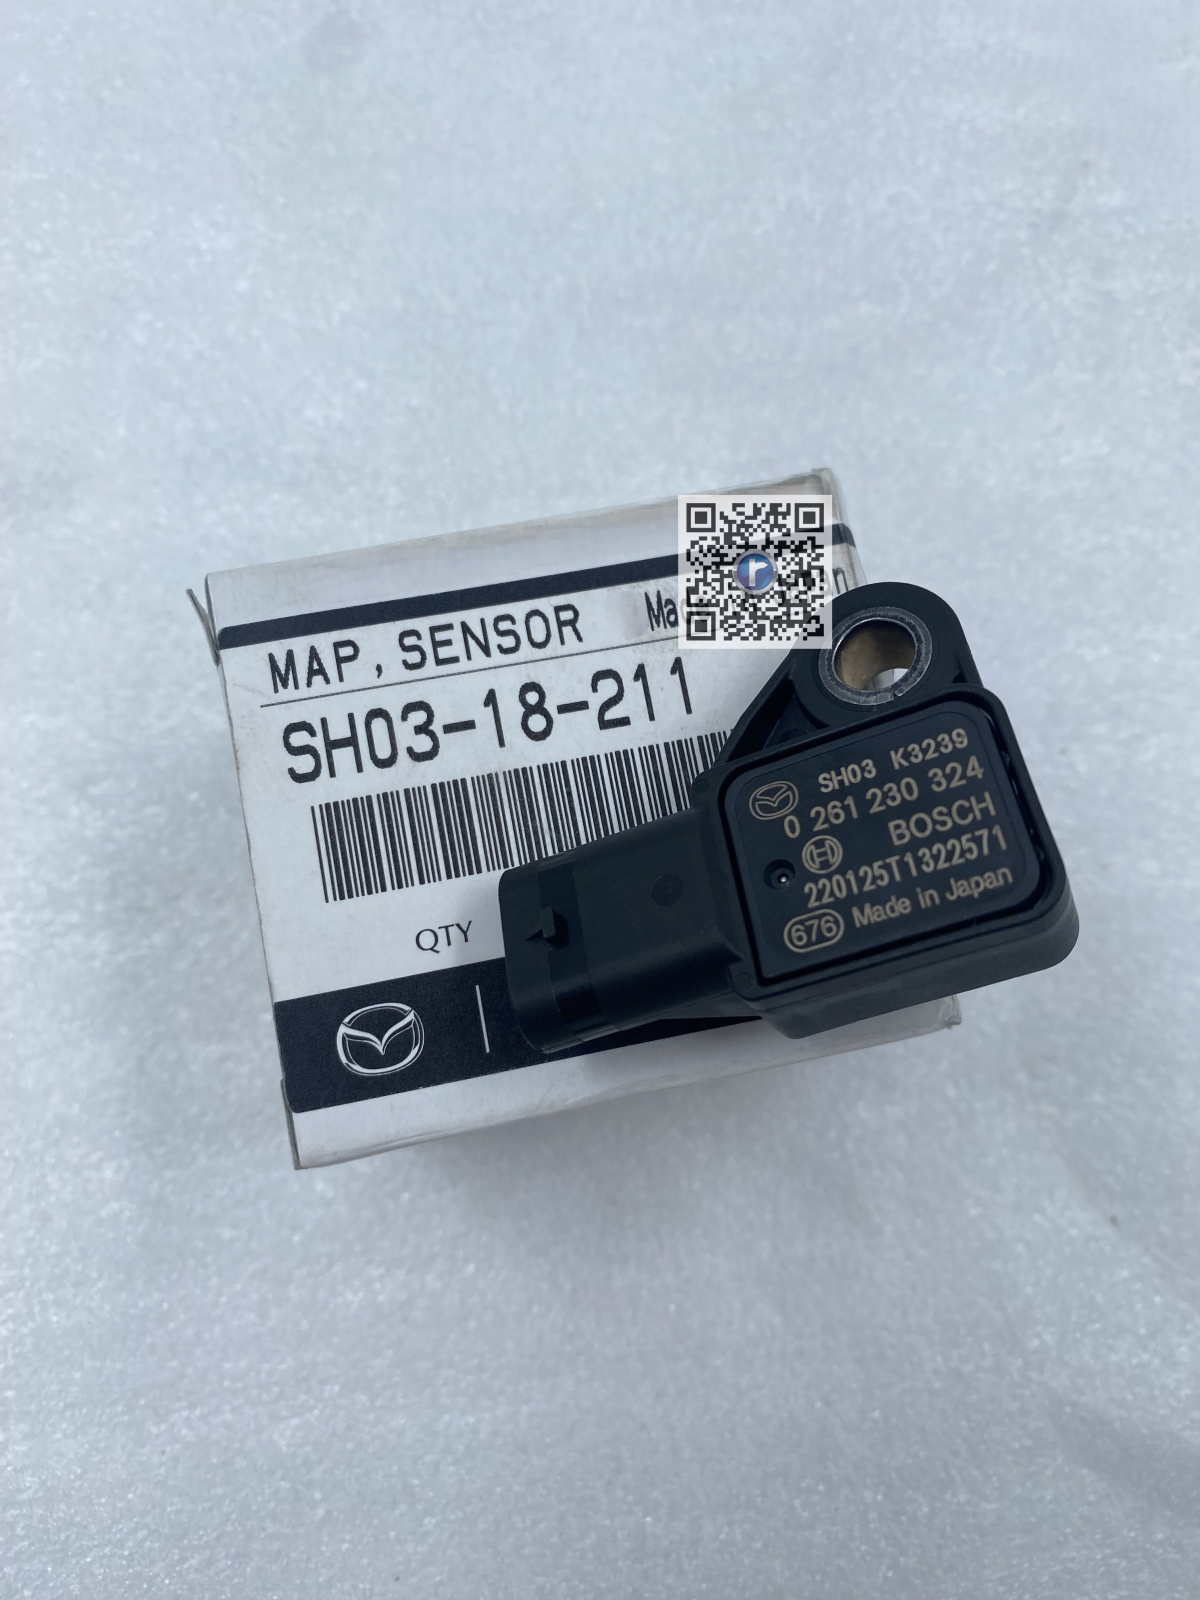 MAP, SENSOR
SH03-18-211
QTY
SH03 K3239
0 261 230 324
BOSCH
220125T1322571
676 Made in Japan